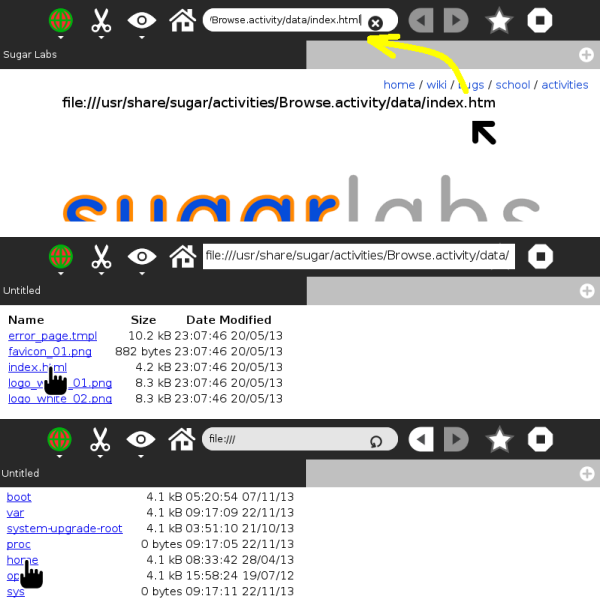 /Browse.activity/data/index.html
Sugar Labs
home / wiki / bugs / school / activities
file:///usr/share/sugar/activities/Browse.activity/data/index.htm
sugarlabs
file:///usr/share/sugar/activities/Browse.activity/data/
Untitled
Name Size Date Modified
error_page.tmpl 10.2 kB 23:07:46 20/05/13
favicon_01.png 882 bytes 23:07:46 20/05/13
index.html 4.2 kB 23:07:46 20/05/13
logo_white_01.png 8.3 kB 23:07:46 20/05/13
logo_white_02.png 8.3 kB 23:07:46 20/05/13
file:///
Untitled
boot 4.1 kB 05:20:54 07/11/13
var 4.1 kB 09:17:09 22/11/13
system-upgrade-root 4.1 kB 03:51:10 21/10/13
proc 0 bytes 09:17:05 22/11/13
home 4.1 kB 08:33:42 28/04/13
opt 4.1 kB 15:58:24 19/07/12
sys 0 bytes 09:17:11 22/11/13